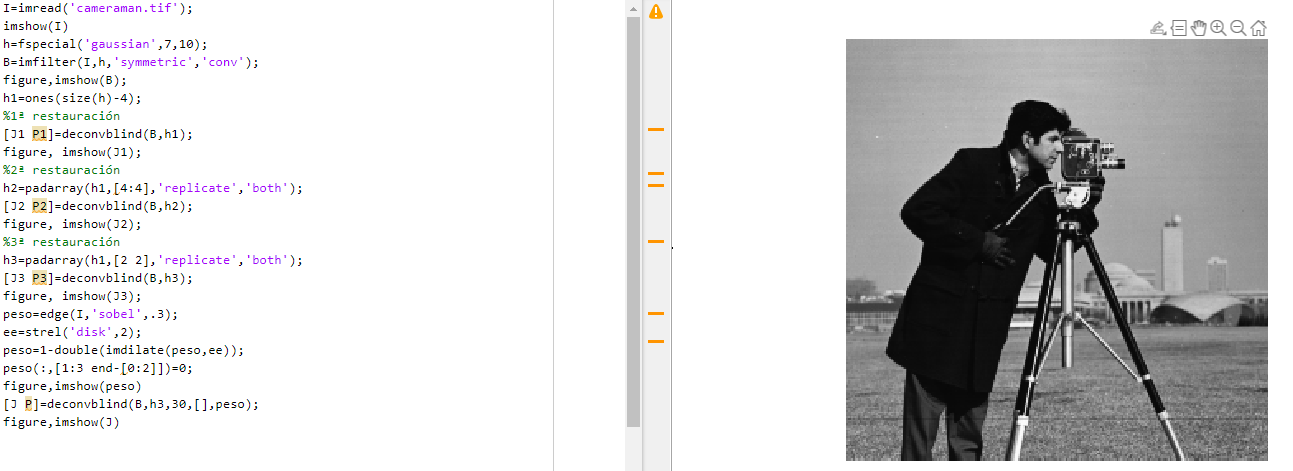 I=imread('cameraman.tif');
imshow(I)
h=fspecial('gaussian',7,10);
B=imfilter(I,h,'symmetric','conv');
figure,imshow(B);
h1=ones(size(h)-4);
%1ª restauración
[J1 P1]=deconvblind(B,h1);
figure, imshow(J1);
%2ª restauración
h2=padarray(h1,[4:4],'replicate','both');
[J2 P2]=deconvblind(B,h2);
figure, imshow(J2);
%3ª restauración
h3=padarray(h1,[2 2],'replicate','both');
[J3 P3]=deconvblind(B,h3);
figure, imshow(J3);
peso=edge(I,'sobel',.3);
ee=strel('disk',2);
peso=1-double(imdilate(peso,ee));
peso(:,[1:3 end-[0:2]])=0;
figure,imshow(peso)
[J P]=deconvblind(B,h3,30,[],peso);
figure,imshow(J)